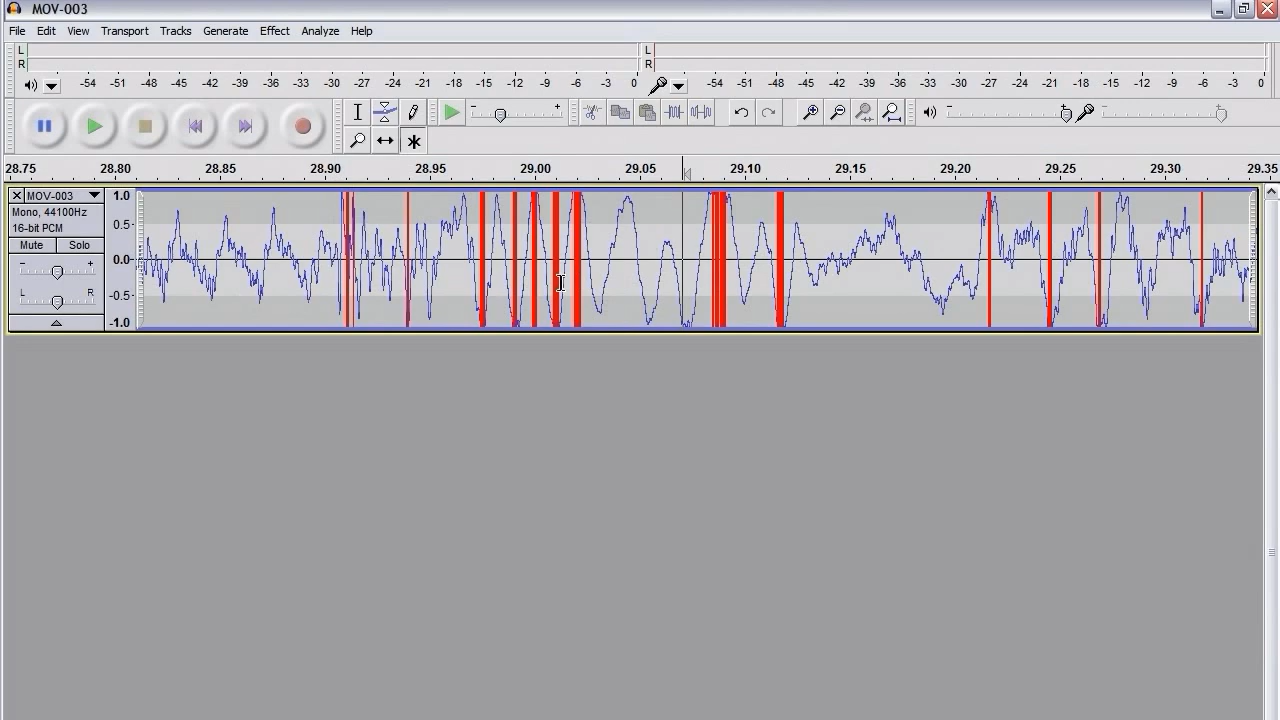 MOV-003
File Edit View Transport Tracks Generate Effect Analyze Help
L L
R R
-54 -51 -48 -45 -42 -39 -36 -33 -30 -27 -24 -21 -18 -15 -12 -9 -6 -3 0 -54 -51 -48 -45 -42 -39 -36 -33 -30 -27 -24 -21 -18 -15 -12 -9 -6 -3 0
28.75 28.80 28.85 28.90 28.95 29.00 29.05 29.10 29.15 29.20 29.25 29.30 29.35
MOV-003 1.0
Mono, 44100Hz 0.5
16-bit PCM
Mute Solo
- + 0.0
L R -0.5
-1.0